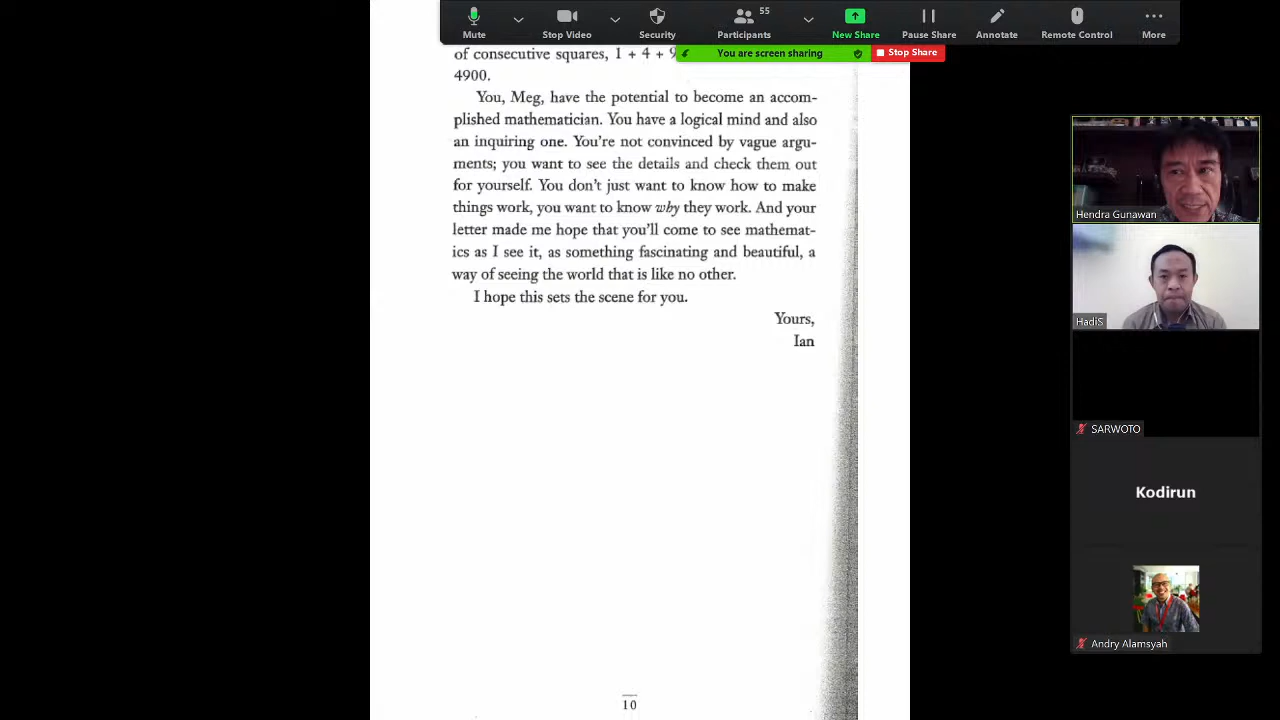 55
Mute
Stop Video
Security
Participants
New Share
Pause Share
Annotate
Remote Control
More
You are screen sharing
Stop Share
of consecutive squares, 1 + 4 + 9
4900.
You, Meg, have the potential to become an accom-
plished mathematician. You have a logical mind and also
an inquiring one. You're not convinced by vague argu-
ments; you want to see the details and check them out
for yourself. You don't just want to know how to make
things work, you want to know why they work. And your
letter made me hope that you'll come to see mathemat-
ics as I see it, as something fascinating and beautiful, a
way of seeing the world that is like no other.
I hope this sets the scene for you.
Yours,
Ian
10
Hendra Gunawan
HadiS
SARWOTO
Kodirun
Andry Alamsyah